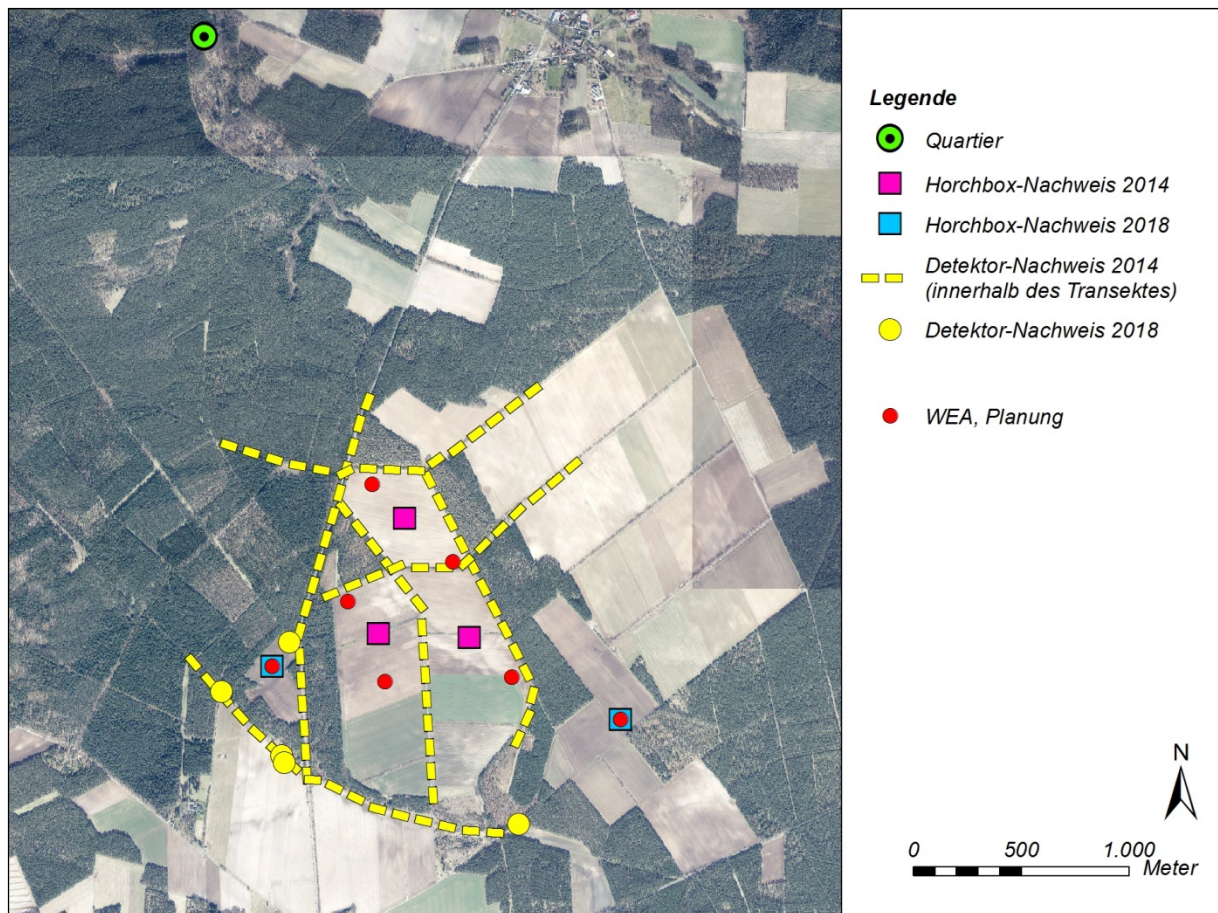 Legende
Quartier
Horchbox-Nachweis 2014
Horchbox-Nachweis 2018
Detektor-Nachweis 2014
(innerhalb des Transektes)
Detektor-Nachweis 2018
WEA, Planung
N
0 500 1.000
Meter